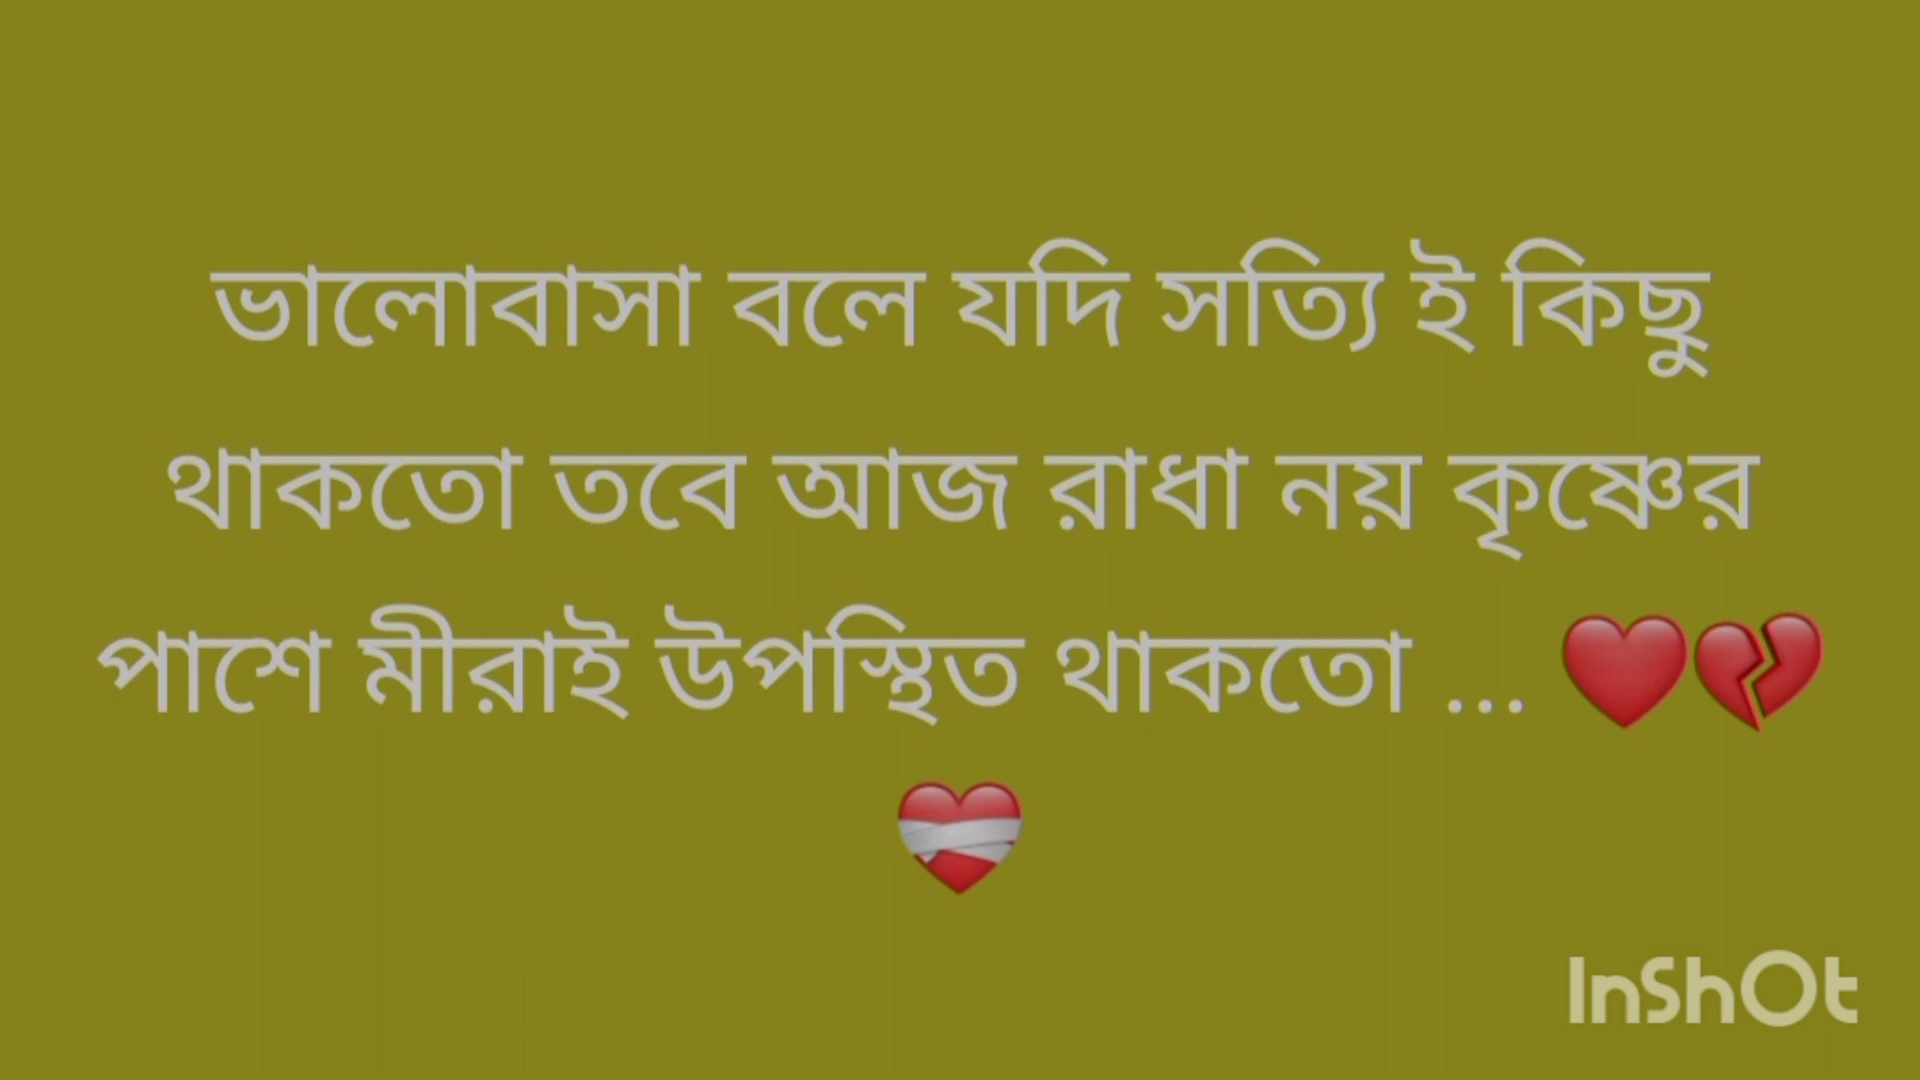 ভালোবাসা বলে যদি সত্যি ই কিছু
থাকতো তবে আজ রাধা নয় কৃষ্ণের
পাশে মীরাই উপস্থিত থাকতো ... ❤️💔
❤️‍🩹
InShOt